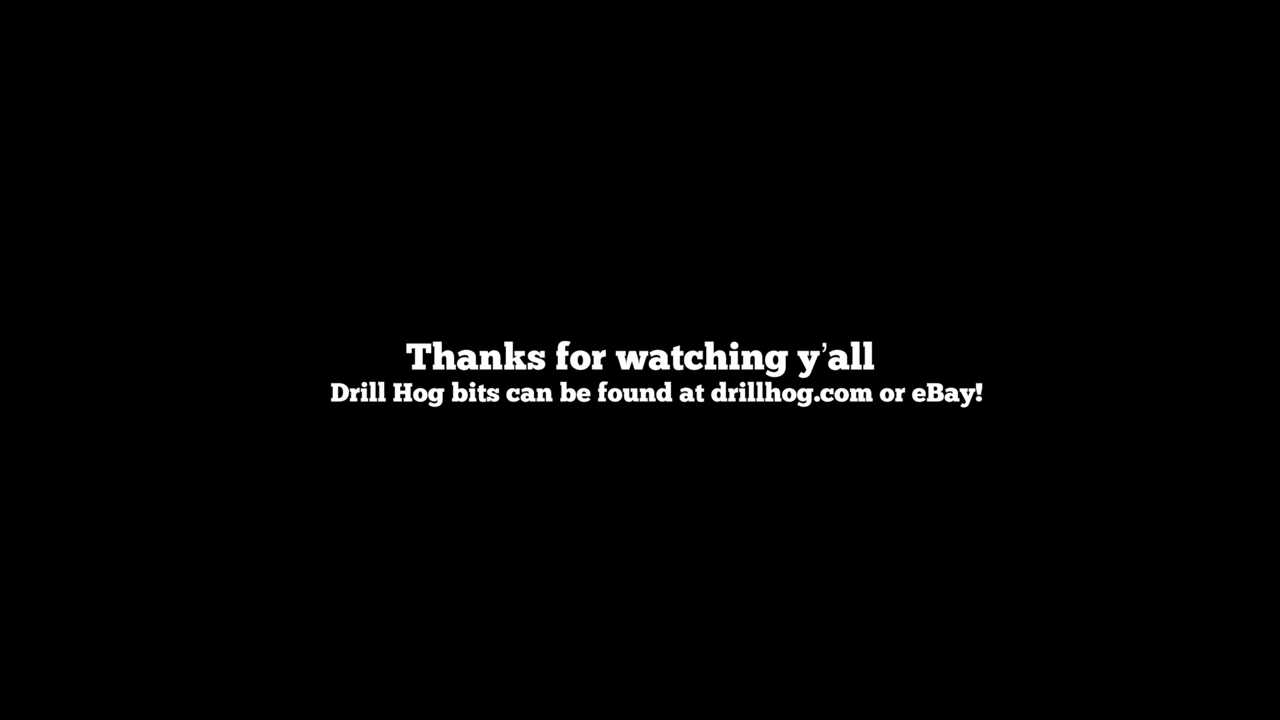 Thanks for watching y’all
Drill Hog bits can be found at drillhog.com or eBay!